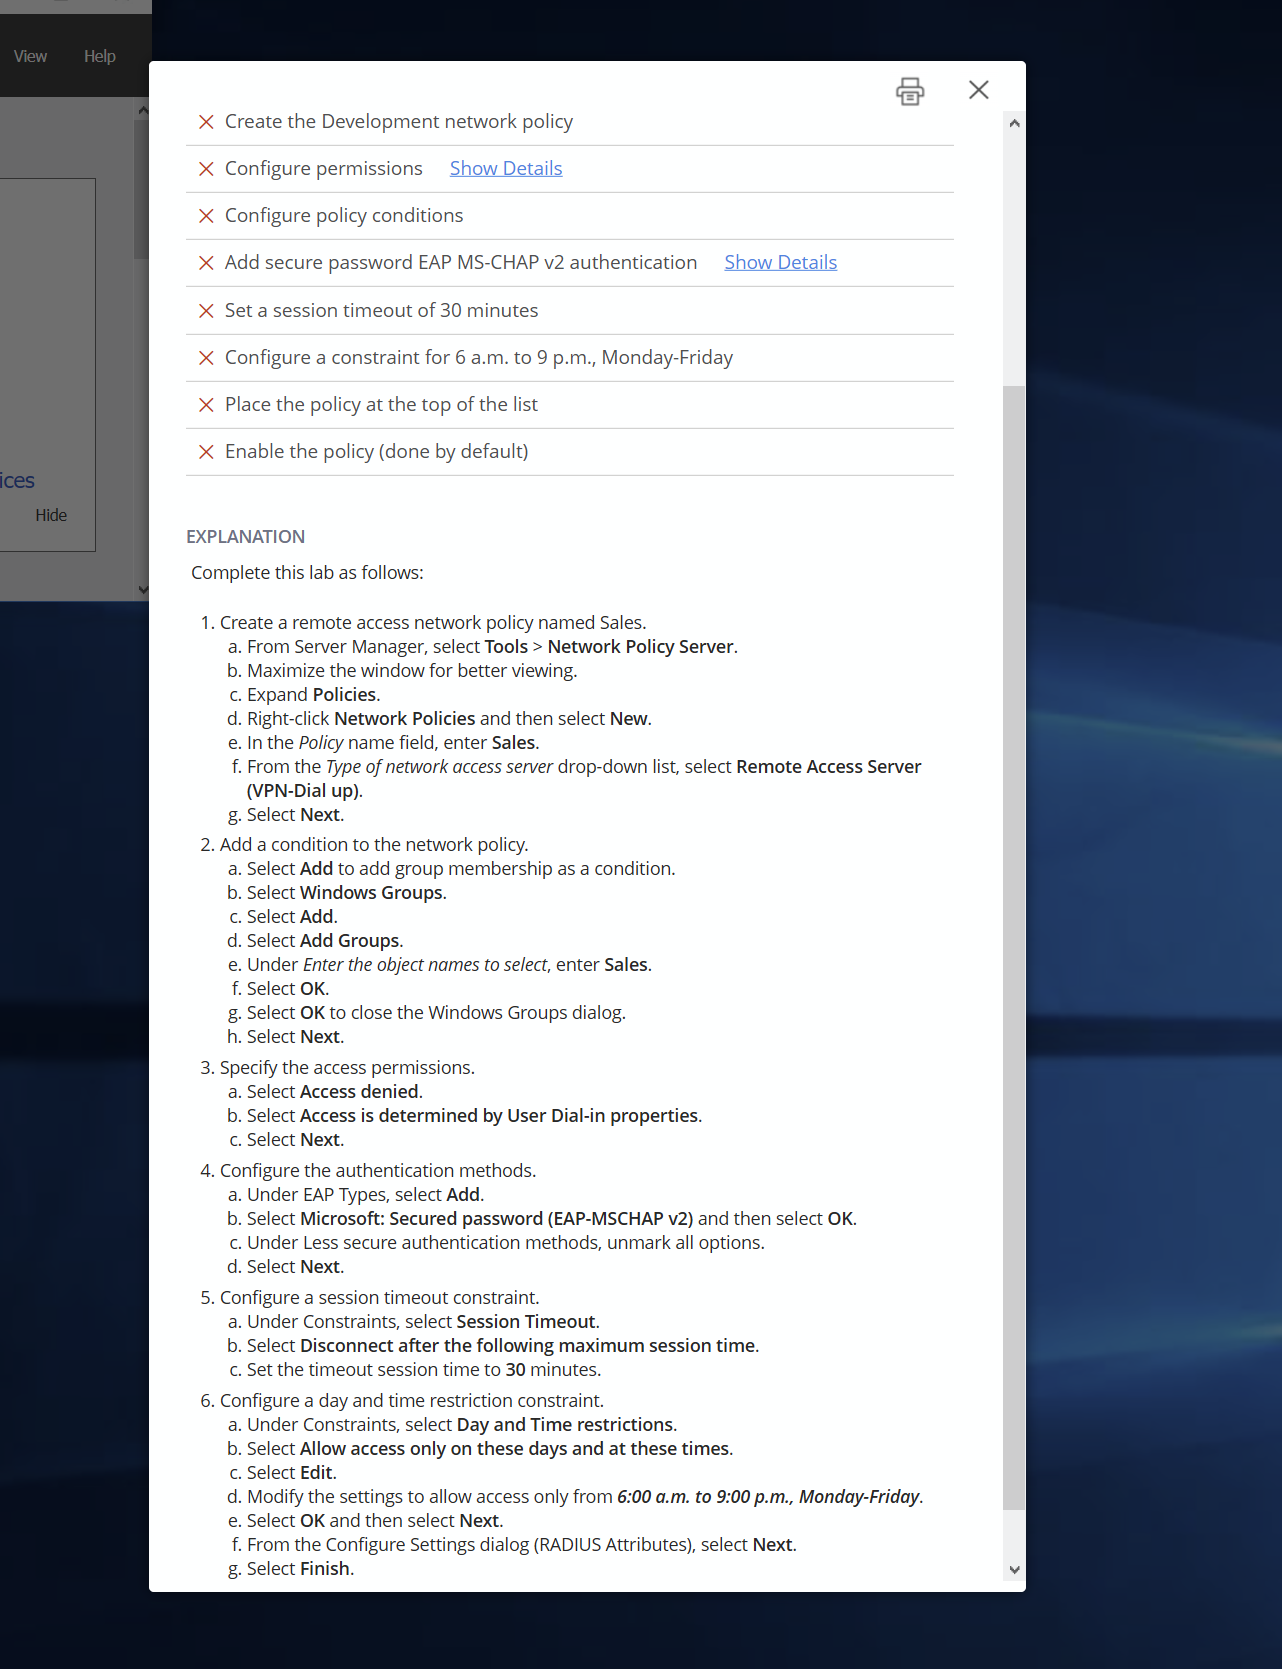 View Help
Create the Development network policy
Configure permissions Show Details
Configure policy conditions
Add secure password EAP MS-CHAP v2 authentication Show Details
Set a session timeout of 30 minutes
Configure a constraint for 6 a.m. to 9 p.m., Monday-Friday
Place the policy at the top of the list
Enable the policy (done by default)
ices
Hide
EXPLANATION
Complete this lab as follows:
1. Create a remote access network policy named Sales.
a. From Server Manager, select Tools > Network Policy Server.
b. Maximize the window for better viewing.
c. Expand Policies.
d. Right-click Network Policies and then select New.
e. In the Policy name field, enter Sales.
f. From the Type of network access server drop-down list, select Remote Access Server
(VPN-Dial up).
g. Select Next.
2. Add a condition to the network policy.
a. Select Add to add group membership as a condition.
b. Select Windows Groups.
c. Select Add.
d. Select Add Groups.
e. Under Enter the object names to select, enter Sales.
f. Select OK.
g. Select OK to close the Windows Groups dialog.
h. Select Next.
3. Specify the access permissions.
a. Select Access denied.
b. Select Access is determined by User Dial-in properties.
c. Select Next.
4. Configure the authentication methods.
a. Under EAP Types, select Add.
b. Select Microsoft: Secured password (EAP-MSCHAP v2) and then select OK.
c. Under Less secure authentication methods, unmark all options.
d. Select Next.
5. Configure a session timeout constraint.
a. Under Constraints, select Session Timeout.
b. Select Disconnect after the following maximum session time.
c. Set the timeout session time to 30 minutes.
6. Configure a day and time restriction constraint.
a. Under Constraints, select Day and Time restrictions.
b. Select Allow access only on these days and at these times.
c. Select Edit.
d. Modify the settings to allow access only from 6:00 a.m. to 9:00 p.m., Monday-Friday.
e. Select OK and then select Next.
f. From the Configure Settings dialog (RADIUS Attributes), select Next.
g. Select Finish.